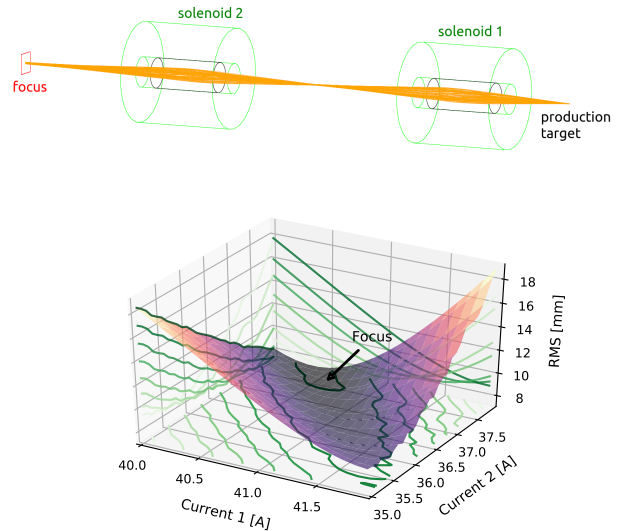 solenoid 2
solenoid 1
focus
production
target
Focus
18
16
14
12
10
8
RMS [mm]
40.0
40.5
41.0
41.5
Current 1 [A]
35.0
35.5
36.0
36.5
37.0
37.5
Current 2 [A]